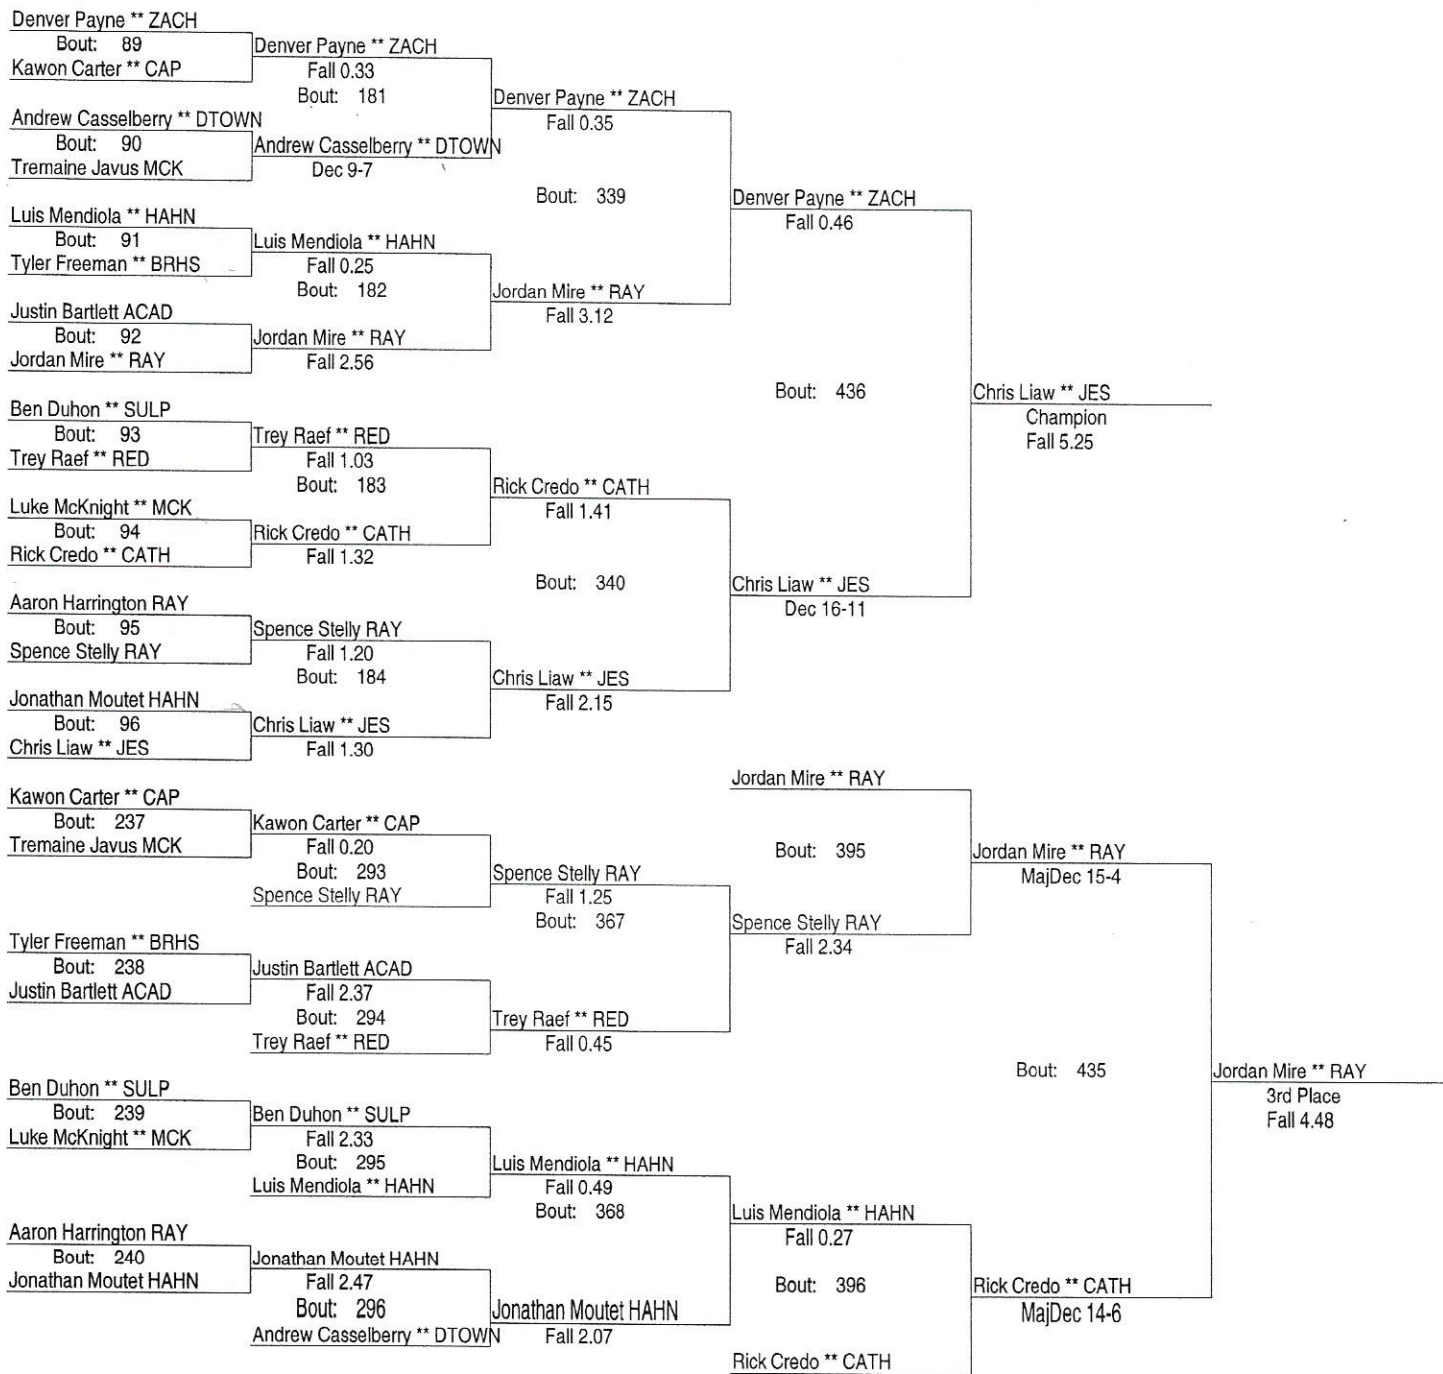 Denver Payne ** ZACH
Bout: 89
Kawon Carter ** CAP
Denver Payne ** ZACH
Fall 0.33
Bout: 181
Andrew Casselberry ** DTOWN
Bout: 90
Tremaine Javus MCK
Andrew Casselberry ** DTOWN
Dec 9-7
Denver Payne ** ZACH
Fall 0.35
Bout: 339
Luis Mendiola ** HAHN
Bout: 91
Tyler Freeman ** BRHS
Luis Mendiola ** HAHN
Fall 0.25
Bout: 182
Justin Bartlett ACAD
Bout: 92
Jordan Mire ** RAY
Jordan Mire ** RAY
Fall 2.56
Jordan Mire ** RAY
Fall 3.12
Denver Payne ** ZACH
Fall 0.46
Bout: 436
Ben Duhon ** SULP
Bout: 93
Trey Raef ** RED
Trey Raef ** RED
Fall 1.03
Bout: 183
Luke McKnight ** MCK
Bout: 94
Rick Credo ** CATH
Rick Credo ** CATH
Fall 1.32
Rick Credo ** CATH
Fall 1.41
Bout: 340
Aaron Harrington RAY
Bout: 95
Spence Stelly RAY
Spence Stelly RAY
Fall 1.20
Bout: 184
Jonathan Moutet HAHN
Bout: 96
Chris Liaw ** JES
Chris Liaw ** JES
Fall 1.30
Chris Liaw ** JES
Fall 2.15
Chris Liaw ** JES
Dec 16-11
Chris Liaw ** JES
Champion
Fall 5.25
Kawon Carter ** CAP
Bout: 237
Tremaine Javus MCK
Kawon Carter ** CAP
Fall 0.20
Bout: 293
Spence Stelly RAY
Spence Stelly RAY
Fall 1.25
Bout: 367
Tyler Freeman ** BRHS
Bout: 238
Justin Bartlett ACAD
Justin Bartlett ACAD
Fall 2.37
Bout: 294
Trey Raef ** RED
Trey Raef ** RED
Fall 0.45
Jordan Mire ** RAY
Bout: 395
Spence Stelly RAY
Fall 2.34
Jordan Mire ** RAY
MajDec 15-4
Bout: 435
Ben Duhon ** SULP
Bout: 239
Luke McKnight ** MCK
Ben Duhon ** SULP
Fall 2.33
Bout: 295
Luis Mendiola ** HAHN
Luis Mendiola ** HAHN
Fall 0.49
Bout: 368
Aaron Harrington RAY
Bout: 240
Jonathan Moutet HAHN
Jonathan Moutet HAHN
Fall 2.47
Bout: 296
Andrew Casselberry ** DTOWN
Jonathan Moutet HAHN
Fall 2.07
Luis Mendiola ** HAHN
Fall 0.27
Bout: 396
Rick Credo ** CATH
Rick Credo ** CATH
MajDec 14-6
Jordan Mire ** RAY
3rd Place
Fall 4.48